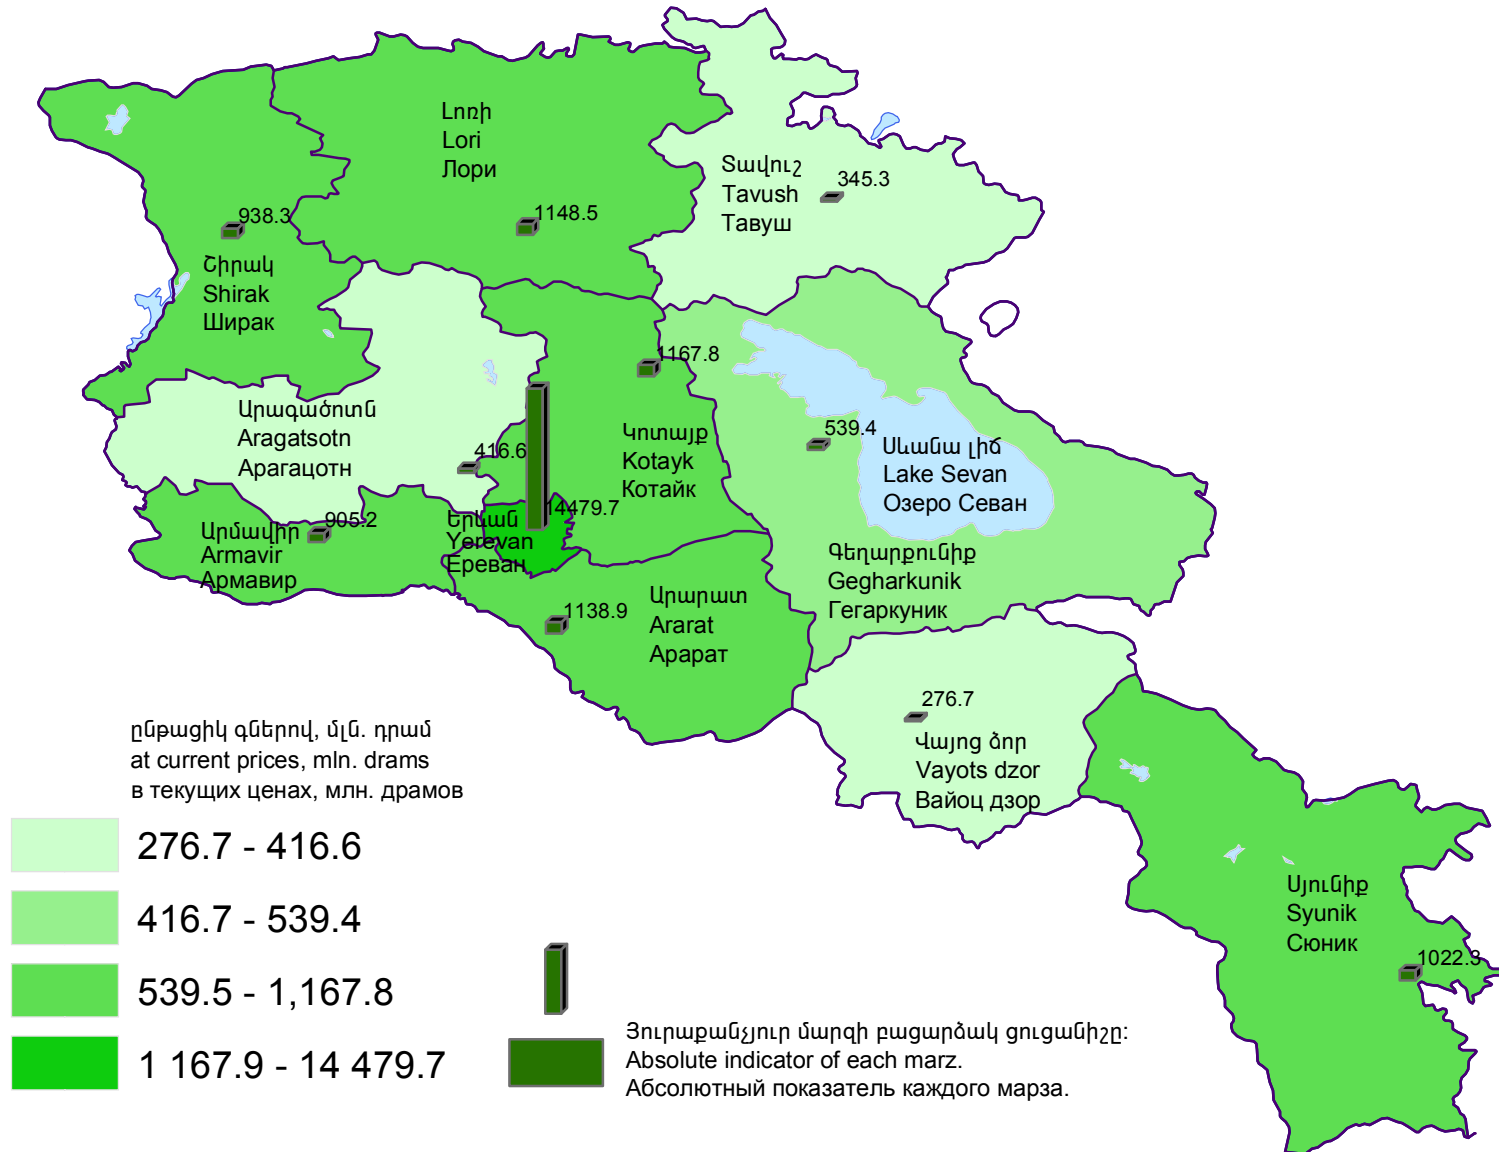 Լոռի
Lori
Лори
1148.5
Տավուշ
Tavush
Тавуш
345.3
938.3
Շիրակ
Shirak
Ширак
1167.8
Արագածոտն
Aragatsotn
Арагацотн
416.6
Կոտայք
Kotayk
Котайк
539.4
Սևանա լիճ
Lake Sevan
Озеро Севан
Գեղարքունիք
Gegharkunik
Гегаркуник
905.2
Արմավիր
Armavir
Армавир
14479.7
Երևան
Yerevan
Ереван
1138.9
Արարատ
Ararat
Арарат
276.7
Վայոց ձոր
Vayots dzor
Вайоц дзор
Սյունիք
Syunik
Сюник
1022.3
ընթացիկ գներով, մլն. դրամ
at current prices, mln. drams
в текущих ценах, млн. драмов
276.7 - 416.6
416.7 - 539.4
539.5 - 1,167.8
1 167.9 - 14 479.7
Յուրաքանչյուր մարզի բացարձակ ցուցանիշը:
Absolute indicator of each marz.
Абсолютный показатель каждого марза.